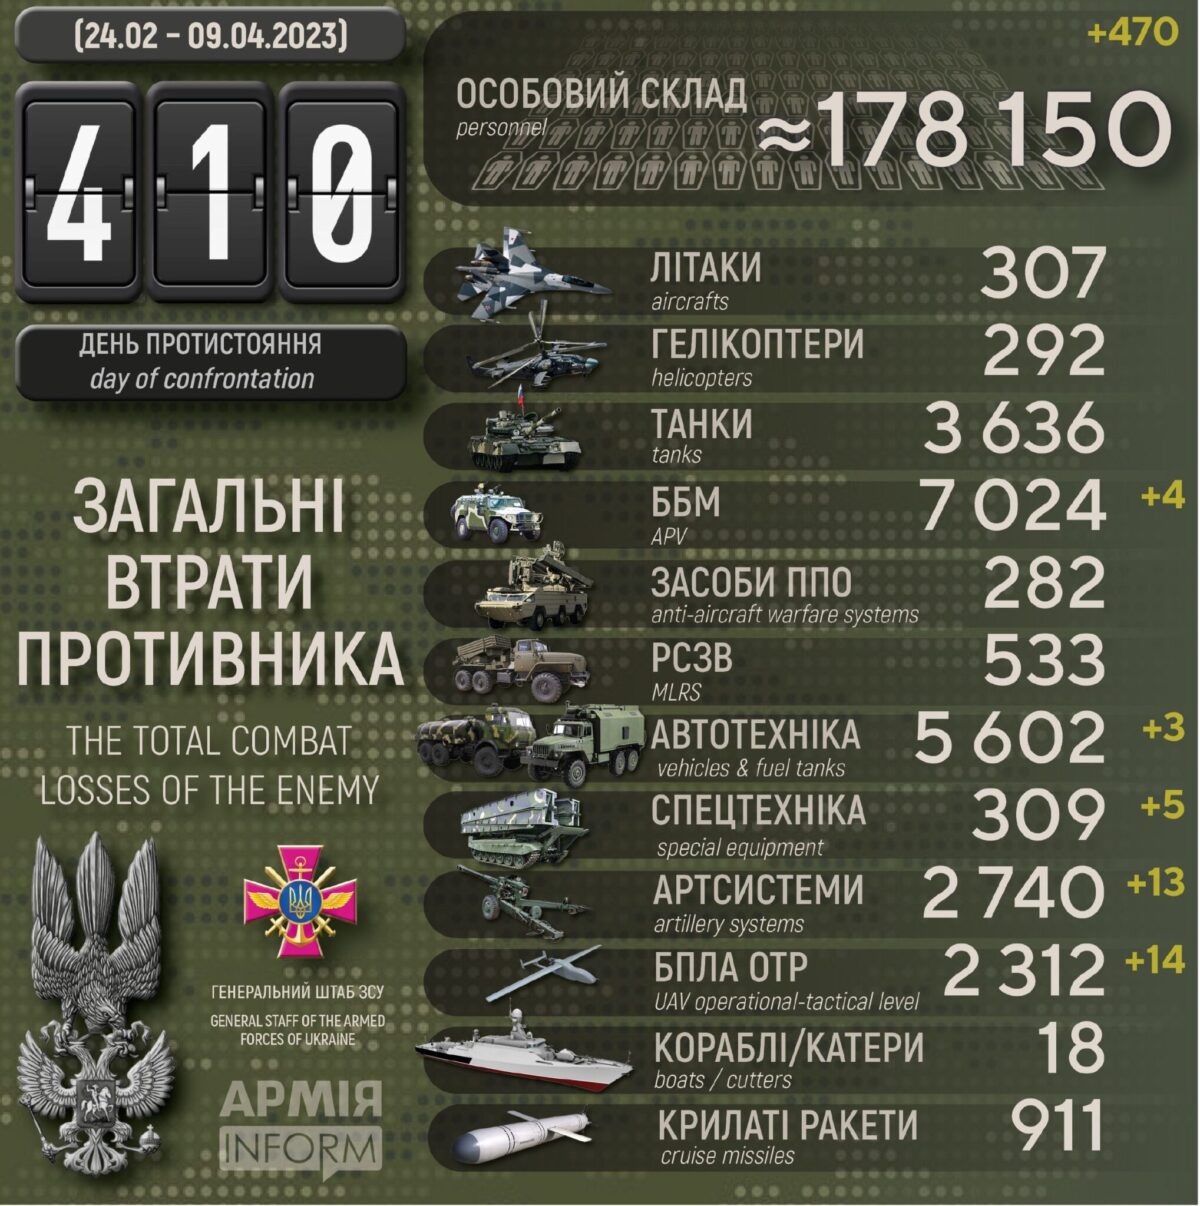 (24.02 – 09.04.2023)
410
ДЕНЬ ПРОТИСТОЯННЯ
day of confrontation
ЗАГАЛЬНІ
ВТРАТИ
ПРОТИВНИКА
THE TOTAL COMBAT
LOSSES OF THE ENEMY
ГЕНЕРАЛЬНИЙ ШТАБ ЗСУ
GENERAL STAFF OF THE ARMED
FORCES OF UKRAINE
АРМІЯ
INFORM
+470
ОСОБОВИЙ СКЛАД ≈178 150
personnel
ЛІТАКИ 307
aircrafts
ГЕЛІКОПТЕРИ 292
helicopters
ТАНКИ 3 636
tanks
ББМ 7 024 +4
APV
ЗАСОБИ ППО 282
anti-aircraft warfare systems
РСЗВ 533
MLRS
АВТОТЕХНІКА 5 602 +3
vehicles & fuel tanks
СПЕЦТЕХНІКА 309 +5
special equipment
АРТСИСТЕМИ 2 740 +13
artillery systems
БПЛА ОТР 2 312 +14
UAV operational-tactical level
КОРАБЛІ/КАТЕРИ 18
boats / cutters
КРИЛАТІ РАКЕТИ 911
cruise missiles